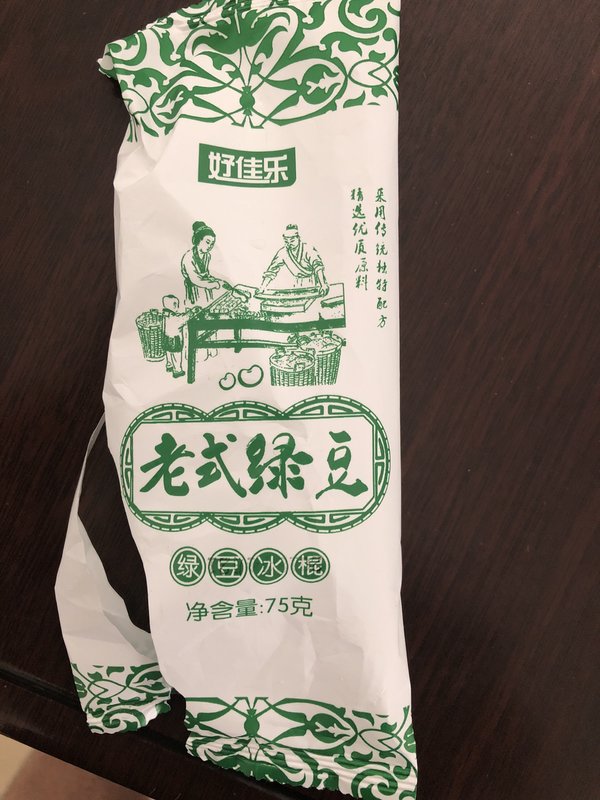 好佳乐
采用传统独特配方
精选优质原料
老式绿豆
绿豆冰棍
净含量:75克